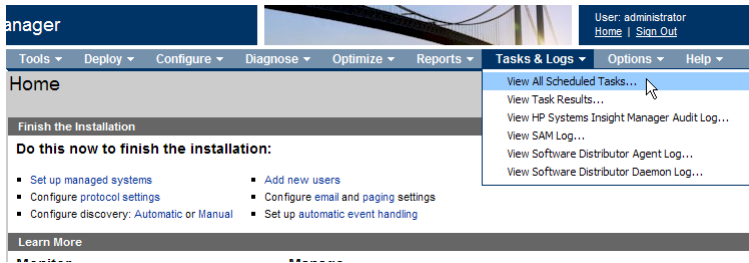 anager
User: administrator
Home | Sign Out
Tools Deploy Configure Diagnose Optimize Reports Tasks & Logs Options Help
Home
View All Scheduled Tasks...
View Task Results...
View HP Systems Insight Manager Audit Log...
View SAM Log...
View Software Distributor Agent Log...
View Software Distributor Daemon Log...
Finish the Installation
Do this now to finish the installation:
Set up managed systems
Configure protocol settings
Configure discovery: Automatic or Manual
Add new users
Configure email and paging settings
Set up automatic event handling
Learn More
Monitor Manage